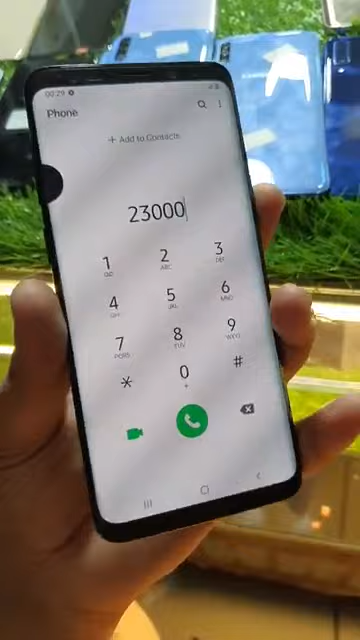 00:29
Phone
+ Add to Contacts
23000
1 2 3
ABC DEF
4 5 6
GHI JKL MNO
7 8 9
PQRS TUV WXYZ
* 0 #
+